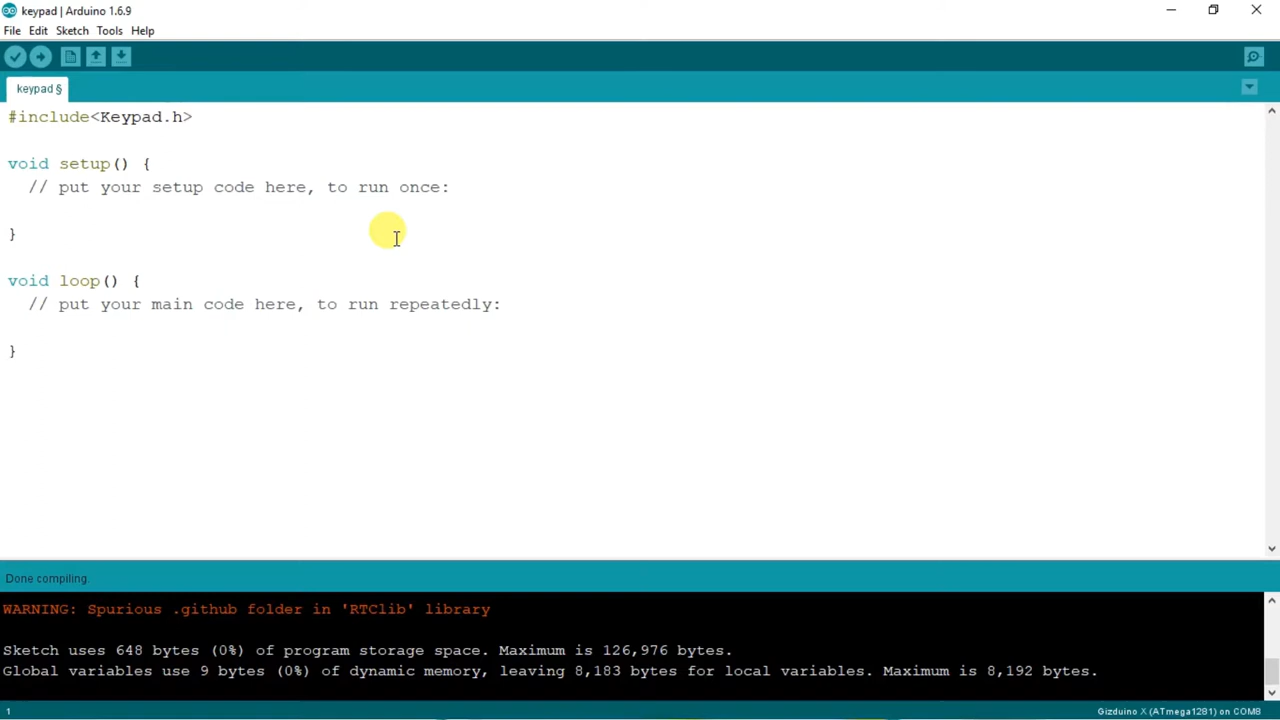 keypad | Arduino 1.6.9
File Edit Sketch Tools Help
keypad §
#include<Keypad.h>
void setup() {
// put your setup code here, to run once:
}
void loop() {
// put your main code here, to run repeatedly:
}
Done compiling.
WARNING: Spurious .github folder in 'RTClib' library
Sketch uses 648 bytes (0%) of program storage space. Maximum is 126,976 bytes.
Global variables use 9 bytes (0%) of dynamic memory, leaving 8,183 bytes for local variables. Maximum is 8,192 bytes.
1 Gizduino X (ATmega1281) on COM8